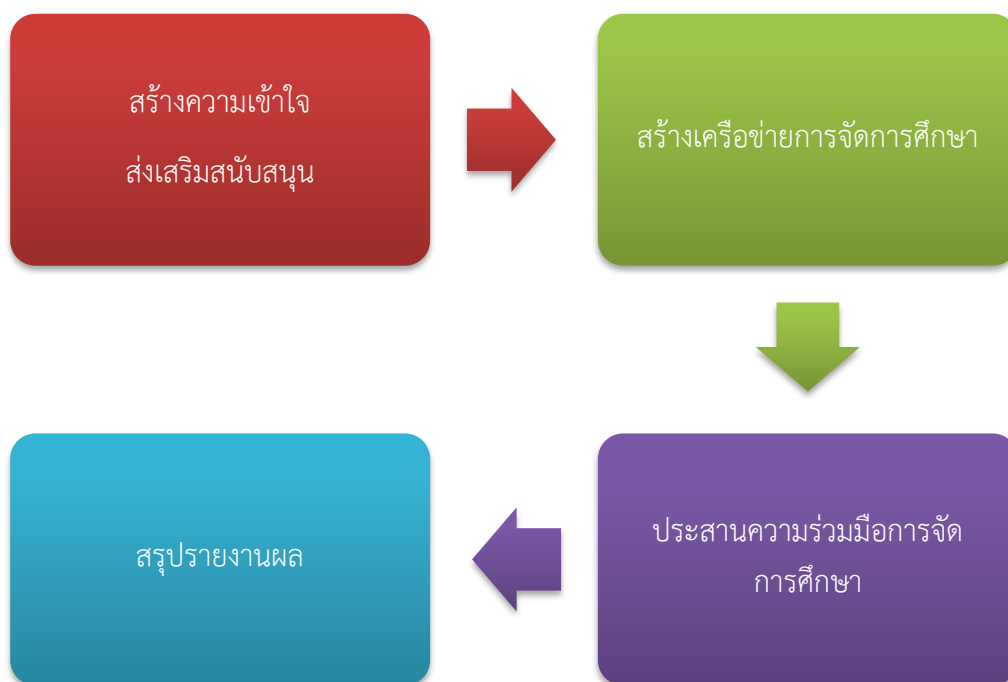 สร้างความเข้าใจ
ส่งเสริมสนับสนุน
สร้างเครือข่ายการจัดการศึกษา
ประสานความร่วมมือการจัด
การศึกษา
สรุปรายงานผล